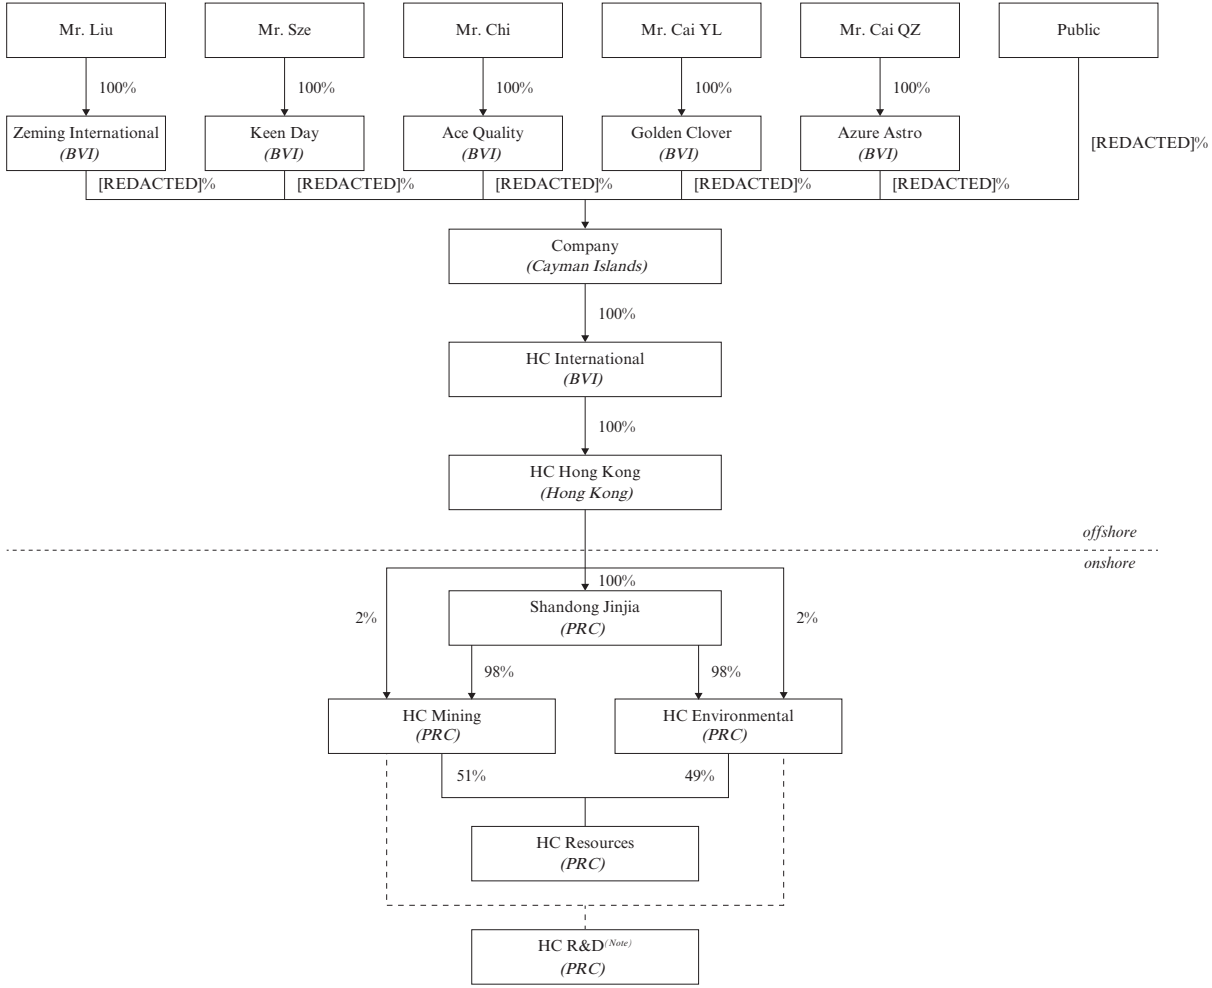 Mr. Liu
Mr. Sze
Mr. Chi
Mr. Cai YL
Mr. Cai QZ
Public
100%
100%
100%
100%
100%
Zeming International
(BVI)
Keen Day
(BVI)
Ace Quality
(BVI)
Golden Clover
(BVI)
Azure Astro
(BVI)
[REDACTED]%
[REDACTED]%
[REDACTED]%
[REDACTED]%
[REDACTED]%
[REDACTED]%
Company
(Cayman Islands)
100%
HC International
(BVI)
100%
HC Hong Kong
(Hong Kong)
offshore
onshore
100%
Shandong Jinjia
(PRC)
2%
2%
98%
98%
HC Mining
(PRC)
HC Environmental
(PRC)
51%
49%
HC Resources
(PRC)
HC R&D(Note)
(PRC)